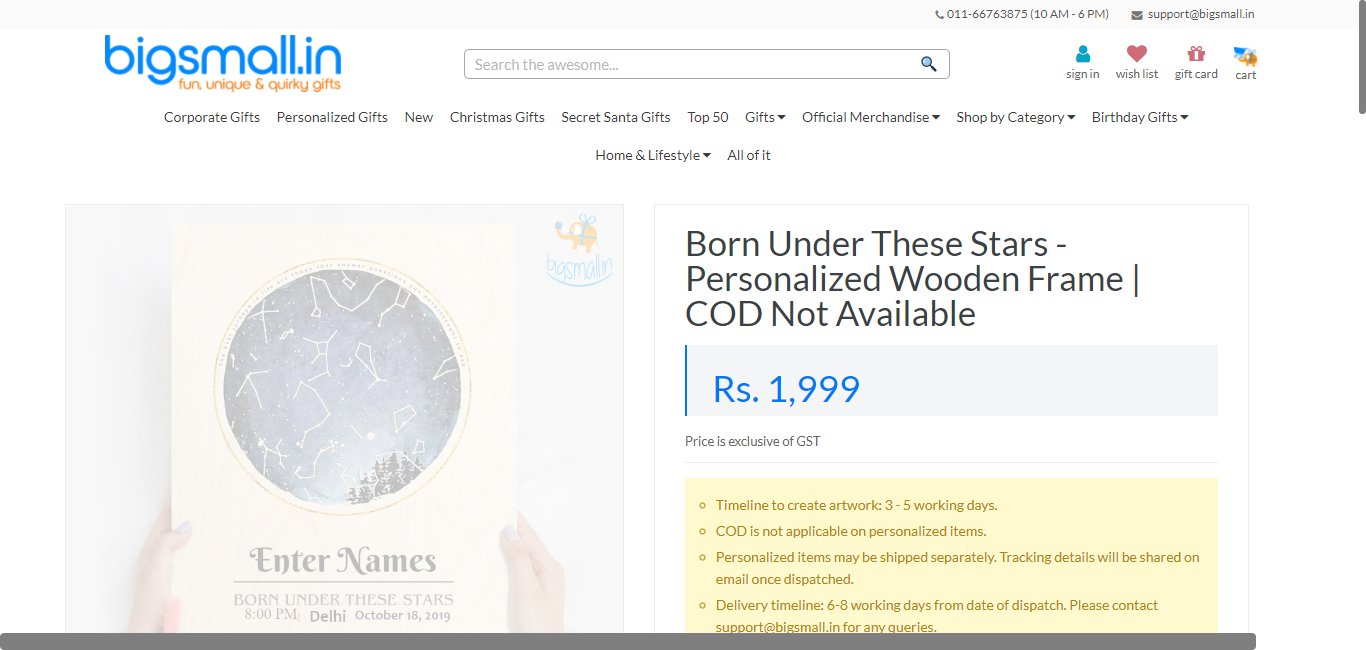 011-66763875 (10 AM - 6 PM) support@bigsmall.in
bigsmall.in
fun, unique & quirky gifts
Search the awesome...
sign in wish list gift card cart
Corporate Gifts Personalized Gifts New Christmas Gifts Secret Santa Gifts Top 50 Gifts Official Merchandise Shop by Category Birthday Gifts
Home & Lifestyle All of it
bigsmall.in
Enter Names
BORN UNDER THESE STARS
8:00 PM Delhi October 18, 2019
Born Under These Stars -
Personalized Wooden Frame |
COD Not Available
Rs. 1,999
Price is exclusive of GST
Timeline to create artwork: 3 - 5 working days.
COD is not applicable on personalized items.
Personalized items may be shipped separately. Tracking details will be shared on
email once dispatched.
Delivery timeline: 6-8 working days from date of dispatch. Please contact
support@bigsmall.in for any queries.